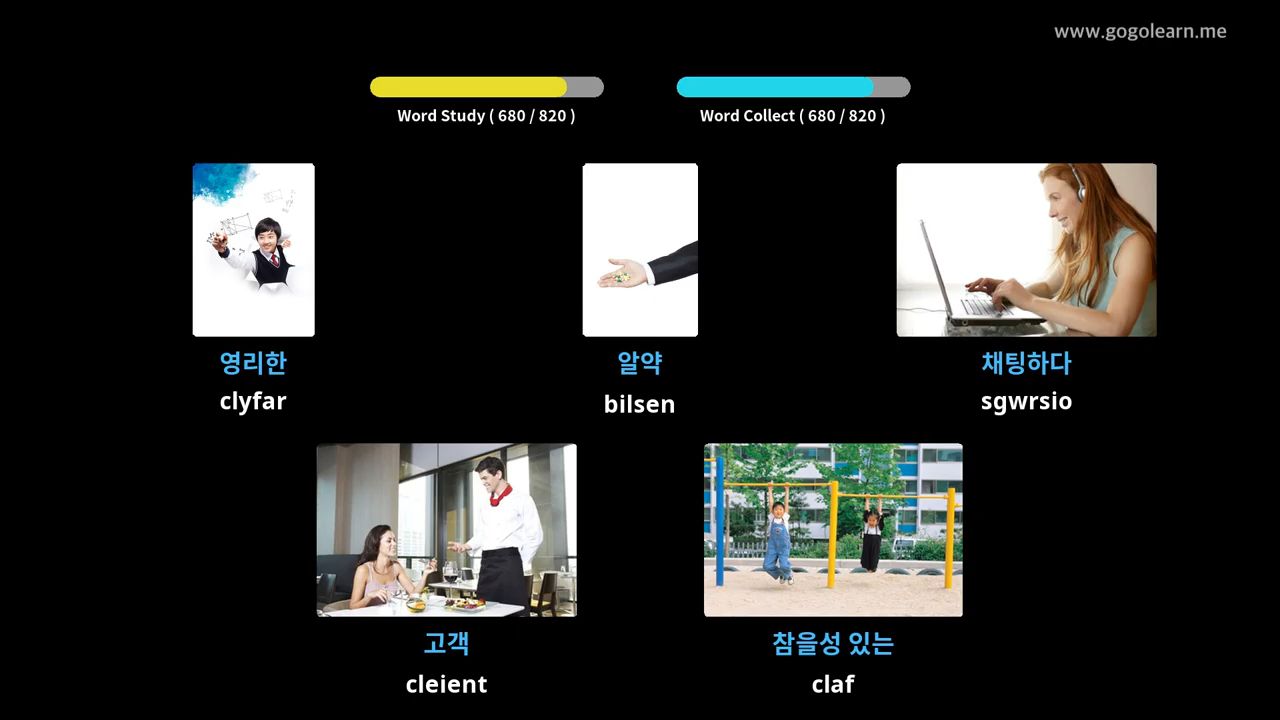 www.gogolearn.me
Word Study ( 680 / 820 )
Word Collect ( 680 / 820 )
영리한
clyfar
알약
bilsen
채팅하다
sgwrsio
고객
cleient
참을성 있는
claf